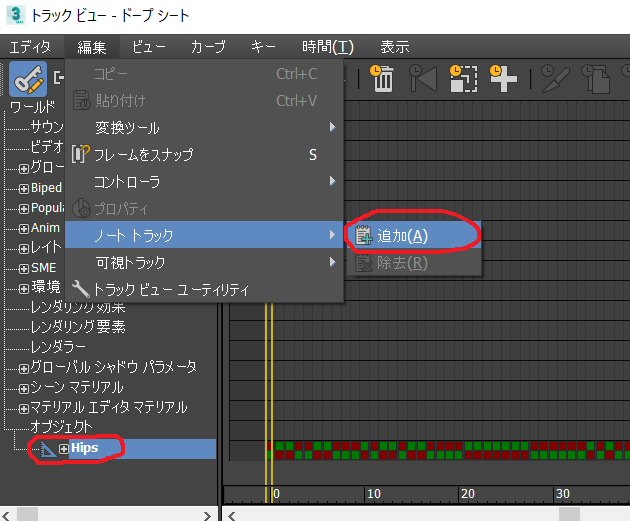 トラック ビュー - ドープ シート
エディタ 編集 ビュー カーブ キー 時間(T) 表示
コピー Ctrl+C
貼り付け Ctrl+V
変換ツール
フレームをスナップ S
コントローラ
プロパティ
ノート トラック
追加(A)
可視トラック
除去(R)
トラック ビュー ユーティリティ
ワールド
サウン
ビデオ
グロー
Biped
Popula
Anim
レイト
SME
環境
レンダリング効果
レンダリング要素
レンダラー
グローバル シャドウ パラメータ
シーン マテリアル
マテリアル エディタ マテリアル
オブジェクト
Hips
0 10 20 30